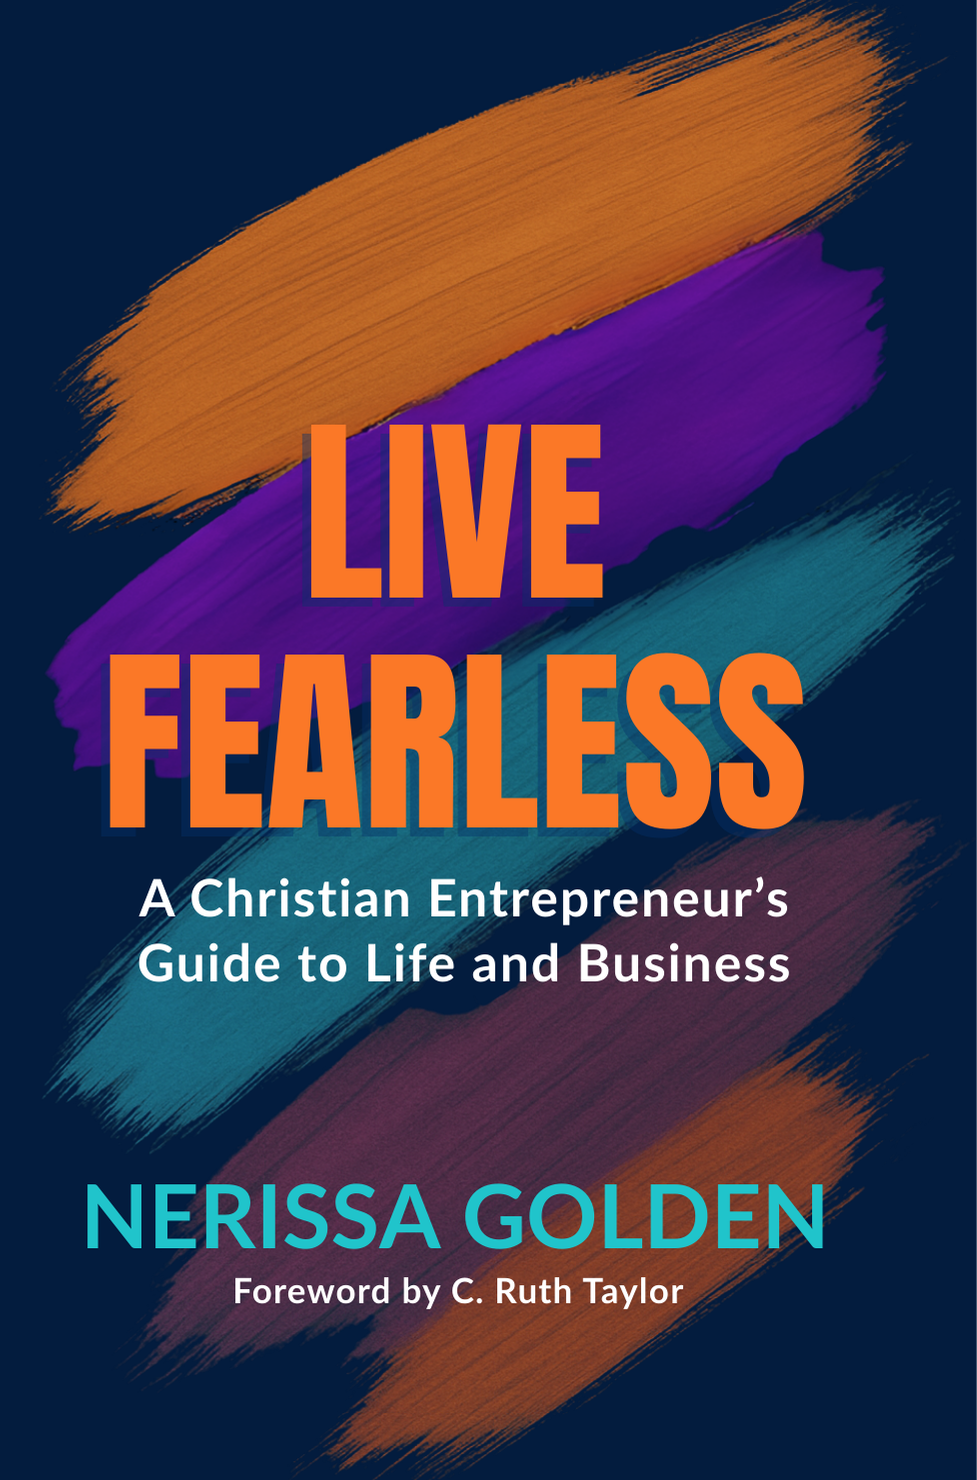 LIVE
FEARLESS
A Christian Entrepreneur’s
Guide to Life and Business
NERISSA GOLDEN
Foreword by C. Ruth Taylor